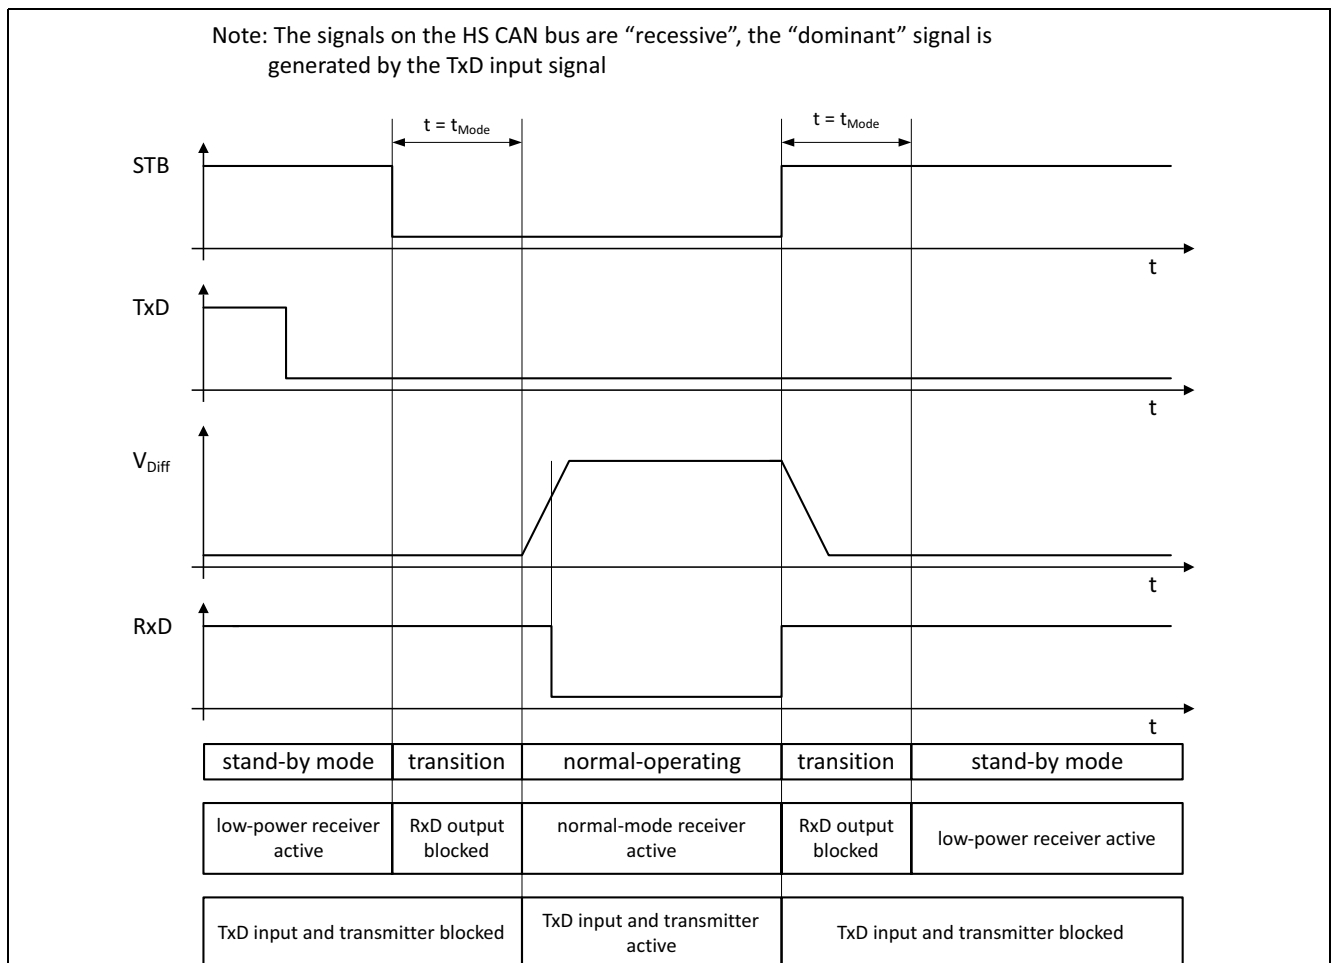 Note: The signals on the HS CAN bus are “recessive”, the “dominant” signal is
generated by the TxD input signal
t = tMode
t = tMode
STB
t
TxD
t
VDiff
t
RxD
t
stand-by mode
transition
normal-operating
transition
stand-by mode
low-power receiver
active
RxD output
blocked
normal-mode receiver
active
RxD output
blocked
low-power receiver active
TxD input and transmitter blocked
TxD input and transmitter
active
TxD input and transmitter blocked